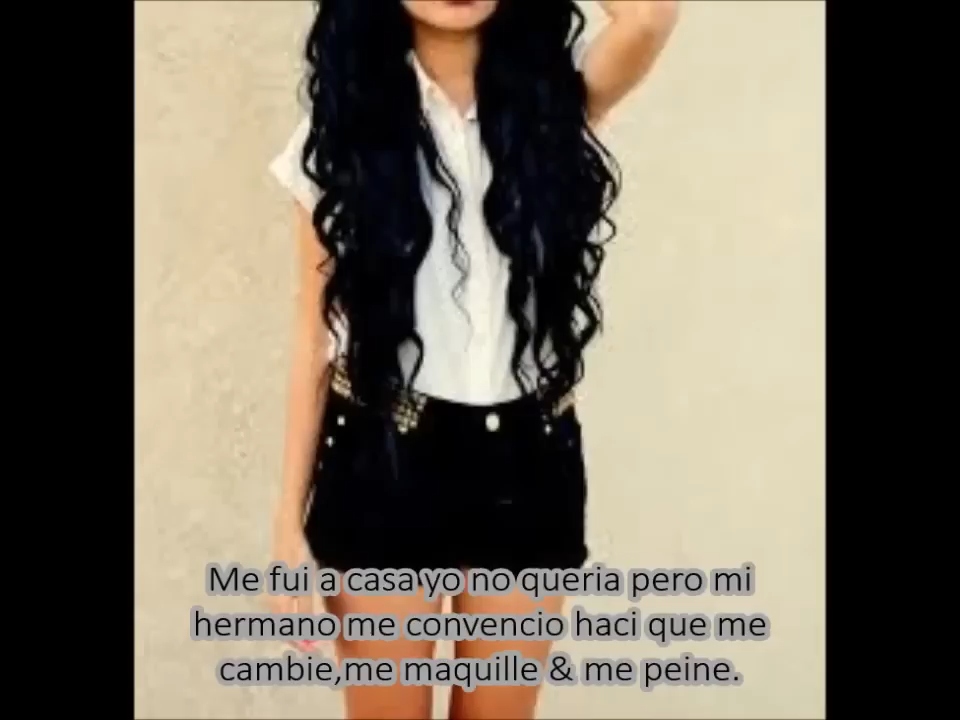 Me fui a casa yo no queria pero mi
hermano me convencio haci que me
cambie,me maquille & me peine.